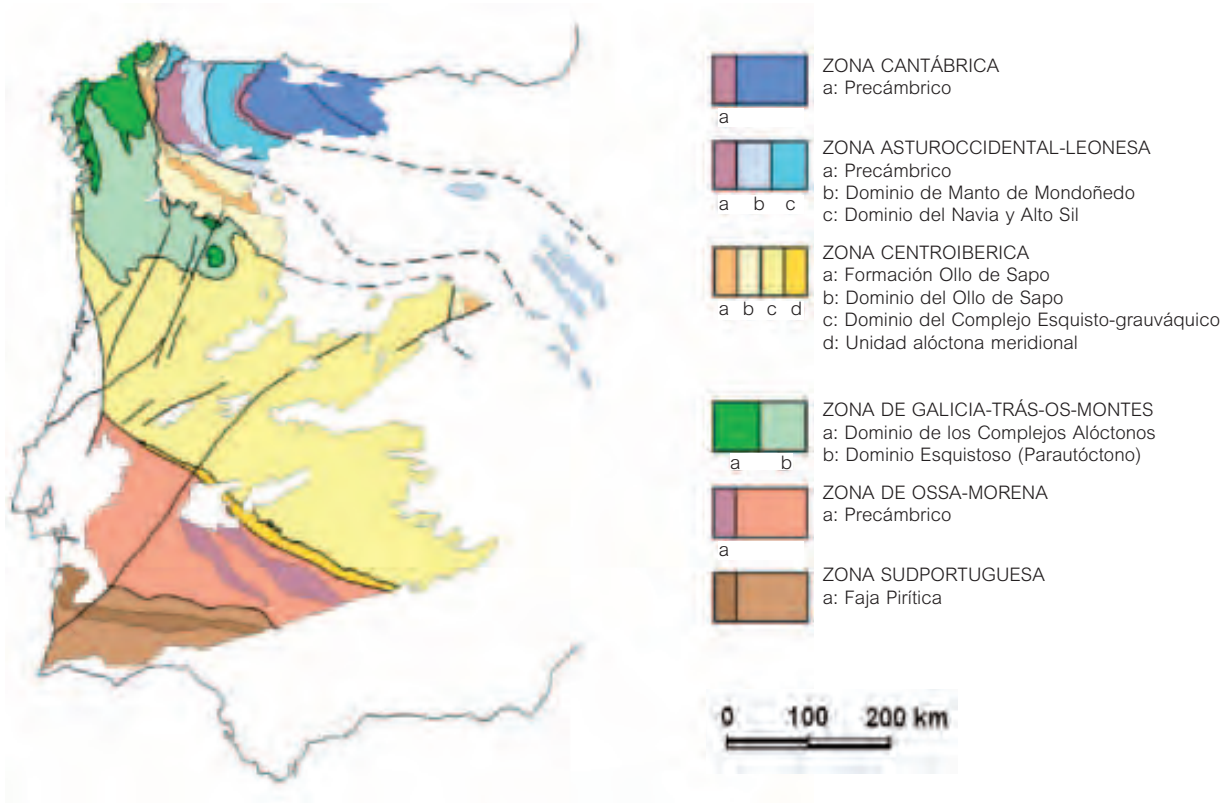 ZONA CANTÁBRICA
a: Precámbrico
a
ZONA ASTUROCCIDENTAL-LEONESA
a: Precámbrico
b: Dominio de Manto de Mondoñedo
c: Dominio del Navia y Alto Sil
a b c
ZONA CENTROIBERICA
a: Formación Ollo de Sapo
b: Dominio del Ollo de Sapo
c: Dominio del Complejo Esquisto-grauváquico
d: Unidad alóctona meridional
a b c d
ZONA DE GALICIA-TRÁS-OS-MONTES
a: Dominio de los Complejos Alóctonos
b: Dominio Esquistoso (Parautóctono)
a b
ZONA DE OSSA-MORENA
a: Precámbrico
a
ZONA SUDPORTUGUESA
a: Faja Pirítica
0 100 200 km